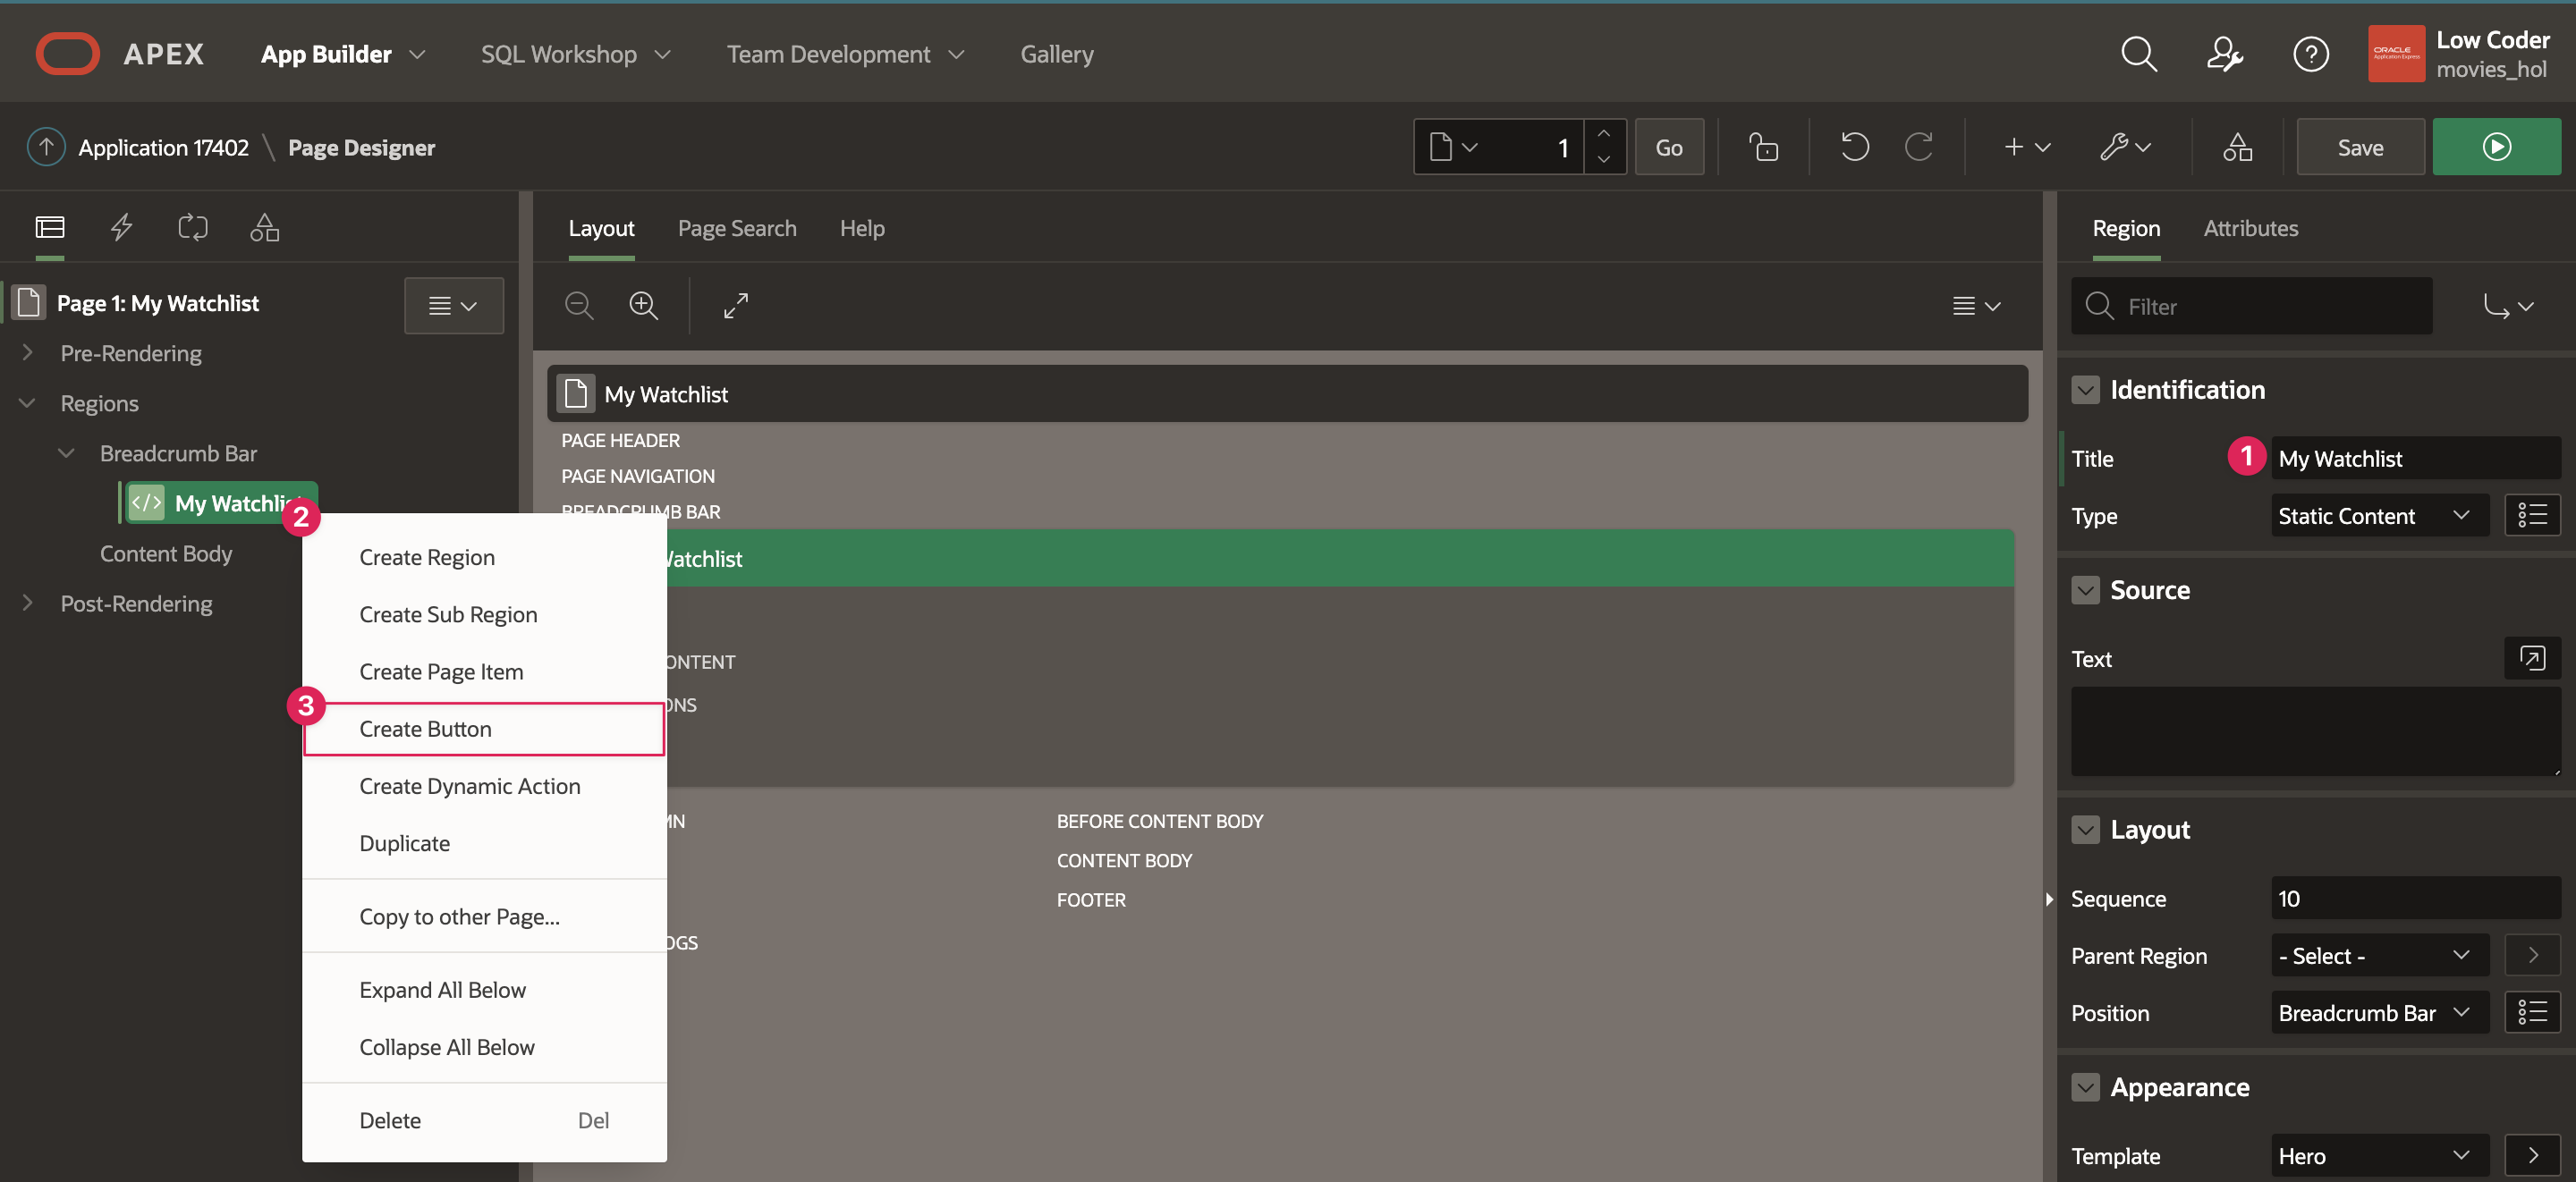 APEX App Builder SQL Workshop Team Development Gallery
ORACLE
Application Express
Low Coder
movies_hol
Application 17402 \ Page Designer
1 Go Save
Page 1: My Watchlist
Pre-Rendering
Regions
Breadcrumb Bar
</> My Watchlis
2
Content Body
Post-Rendering
Create Region
Create Sub Region
Create Page Item
3
Create Button
Create Dynamic Action
Duplicate
Copy to other Page...
Expand All Below
Collapse All Below
Delete Del
Layout Page Search Help
My Watchlist
PAGE HEADER
PAGE NAVIGATION
BREADCRUMB BAR
Watchlist
ONTENT
ONS
MN
OGS
BEFORE CONTENT BODY
CONTENT BODY
FOOTER
Region Attributes
Filter
Identification
Title 1 My Watchlist
Type Static Content
Source
Text
Layout
Sequence 10
Parent Region - Select -
Position Breadcrumb Bar
Appearance
Template Hero